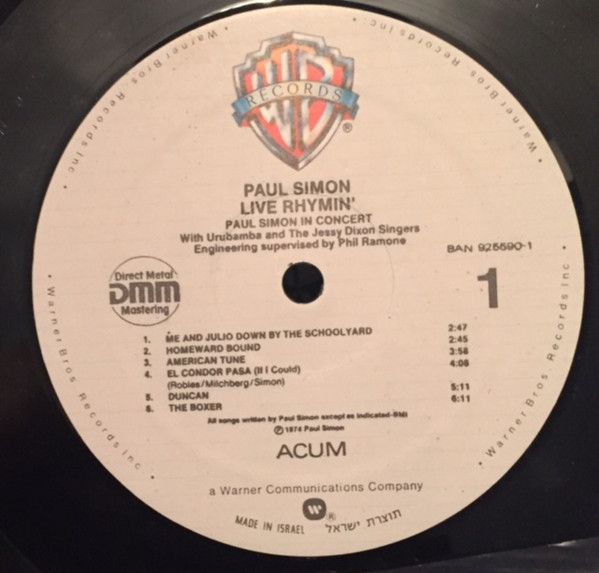 RECORDS
®
PAUL SIMON
LIVE RHYMIN'
PAUL SIMON IN CONCERT
With Urubamba and The Jessy Dixon Singers
Engineering supervised by Phil Ramone
BAN 925590-1
Direct Metal
DMM
Mastering
1
1. ME AND JULIO DOWN BY THE SCHOOLYARD 2:47
2. HOMEWARD BOUND 2:45
3. AMERICAN TUNE 3:58
4. EL CONDOR PASA (If I Could) 4:08
(Robles/Milchberg/Simon)
5. DUNCAN 5:11
6. THE BOXER 6:11
All songs written by Paul Simon except as indicated-BMI
Ⓟ 1974 Paul Simon
ACUM
a Warner Communications Company
®
MADE IN ISRAEL תוצרת ישראל
• Warner Bros. Records Inc. • Warner Bros. Records Inc. • Warner Bros. Records Inc. • Warner Bros. Records Inc.